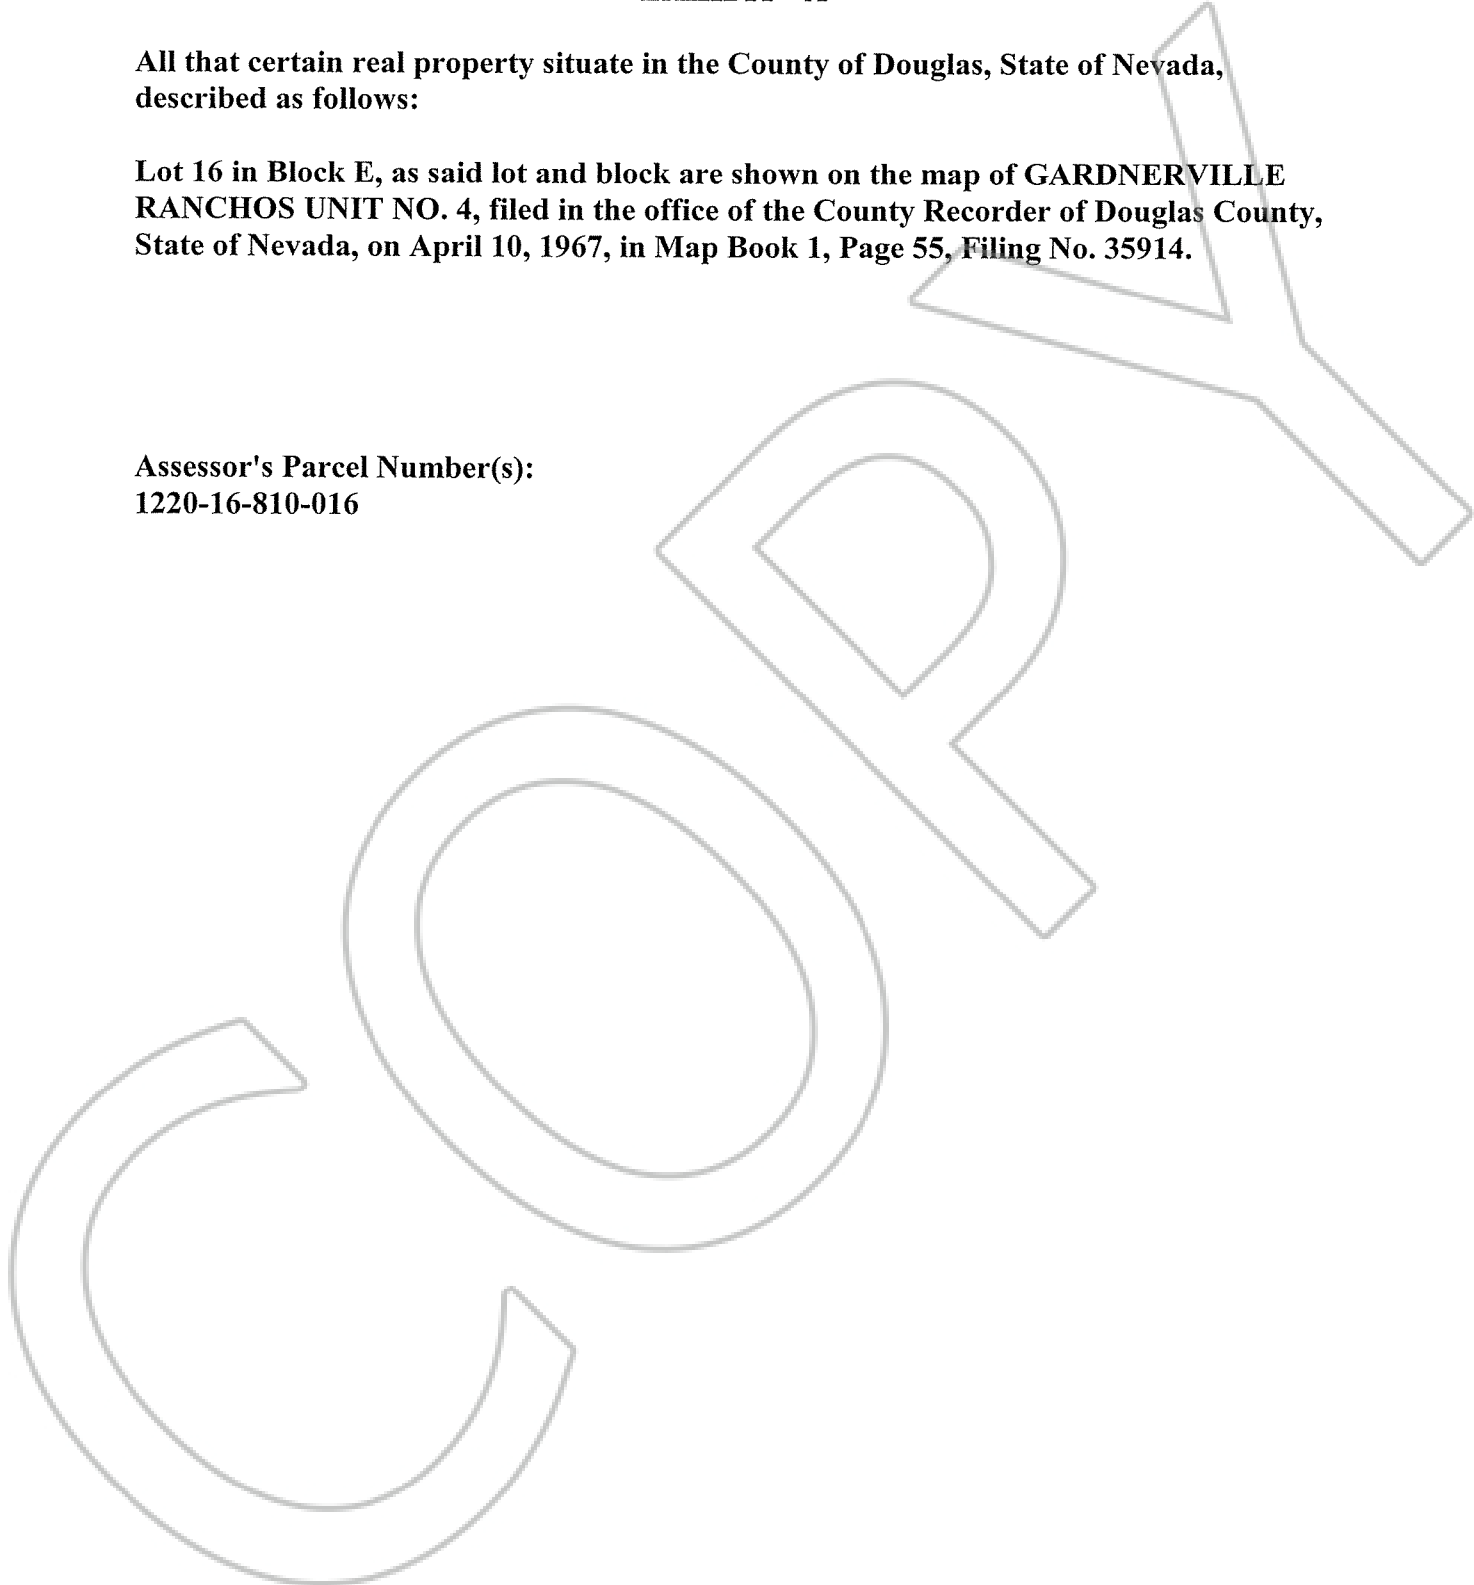 All that certain real property situate in the County of Douglas, State of Nevada,
described as follows:
Lot 16 in Block E, as said lot and block are shown on the map of GARDNERVILLE
RANCHOS UNIT NO. 4, filed in the office of the County Recorder of Douglas County,
State of Nevada, on April 10, 1967, in Map Book 1, Page 55, Filing No. 35914.
Assessor's Parcel Number(s):
1220-16-810-016
COPY